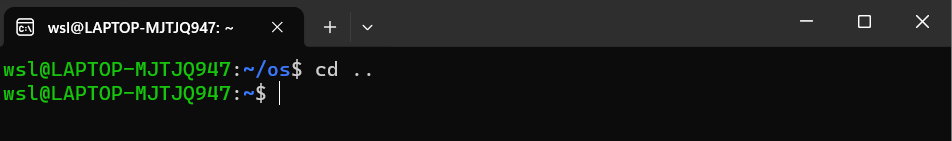 wsl@LAPTOP-MJTJQ947: ~
wsl@LAPTOP-MJTJQ947:~/os$ cd ..
wsl@LAPTOP-MJTJQ947:~$